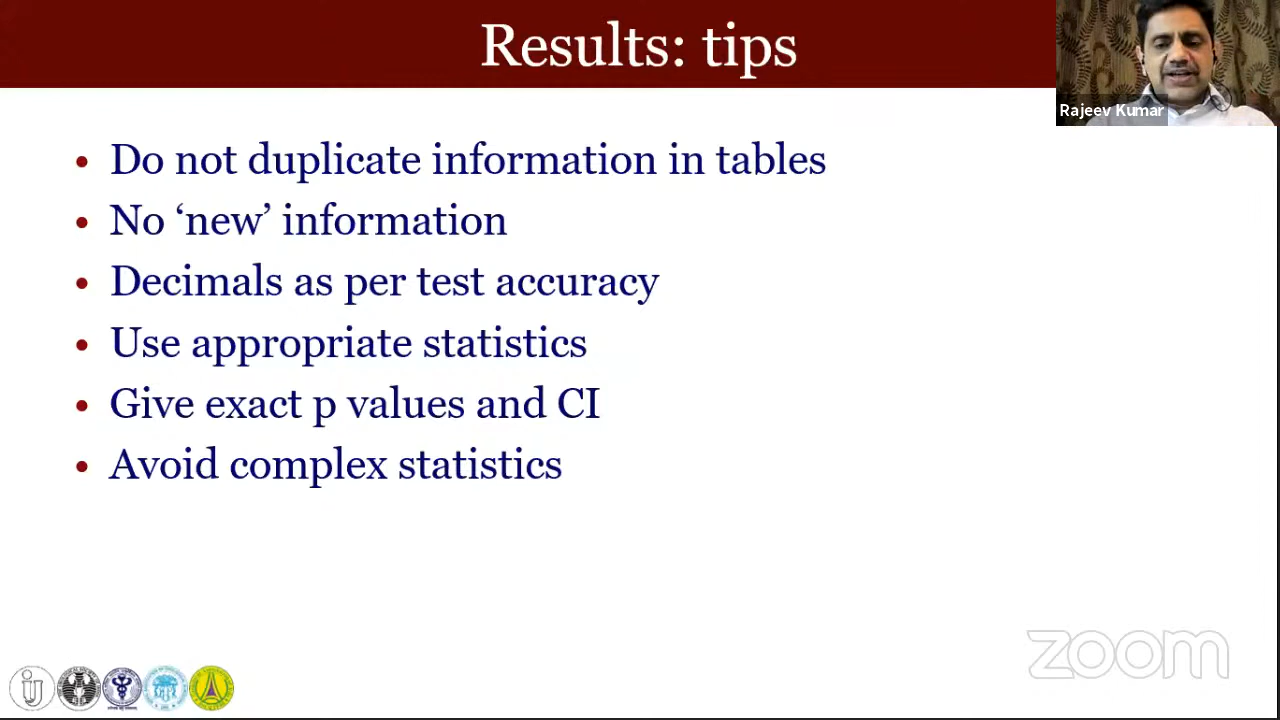 Results: tips
Rajeev Kumar
• Do not duplicate information in tables
• No ‘new’ information
• Decimals as per test accuracy
• Use appropriate statistics
• Give exact p values and CI
• Avoid complex statistics
zoom